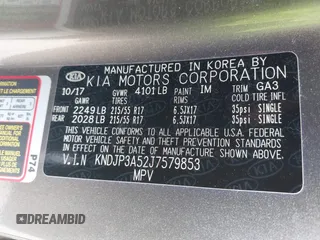 MANUFACTURED IN KOREA BY
KIA MOTORS CORPORATION
10/17 GVWR 4101LB PAINT IM TRIM GA3
GAWR TIRES RIMS COLD TIRE INFL
FRONT 2249LB 215/55 R17 6.5JX17 35psi SINGLE
REAR 2028LB 215/55 R17 6.5JX17 35psi SINGLE
THIS VEHICLE CONFORMS TO ALL APPLICABLE
U.S. FEDERAL MOTOR VEHICLE
SAFETY BUMPER AND THEFT PREVENTION
STANDARDS IN EFFECT ON THE DATE OF
MANUFACTURE SHOWN ABOVE.
V.I.N KNDJP3A52J7579853
MPV
P74
© DREAMBID